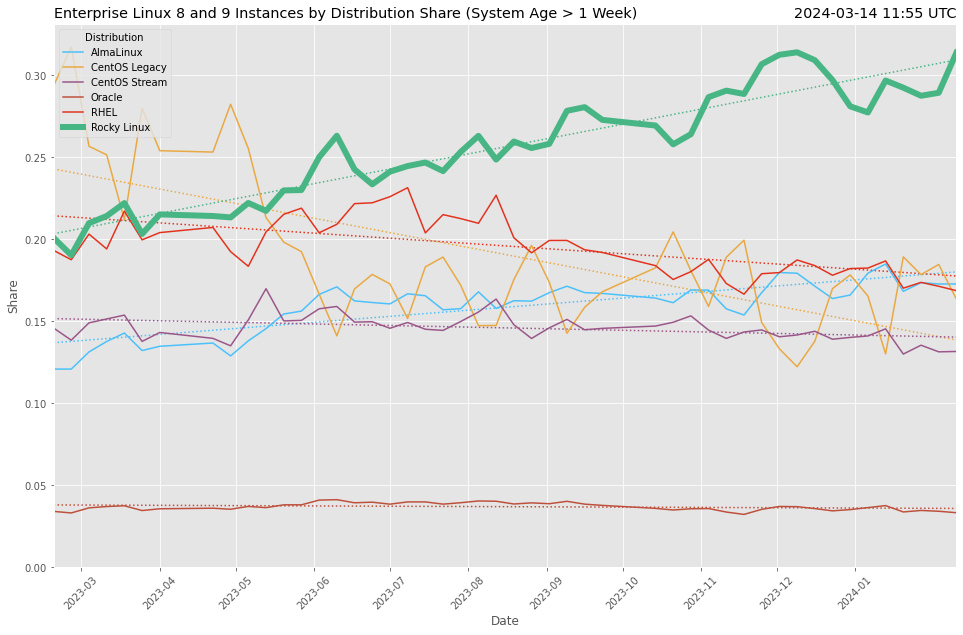 Enterprise Linux 8 and 9 Instances by Distribution Share (System Age > 1 Week)
2024-03-14 11:55 UTC
Distribution
AlmaLinux
CentOS Legacy
CentOS Stream
Oracle
RHEL
Rocky Linux
0.30
0.25
0.20
0.15
0.10
0.05
0.00
Share
2023-03
2023-04
2023-05
2023-06
2023-07
2023-08
2023-09
2023-10
2023-11
2023-12
2024-01
Date